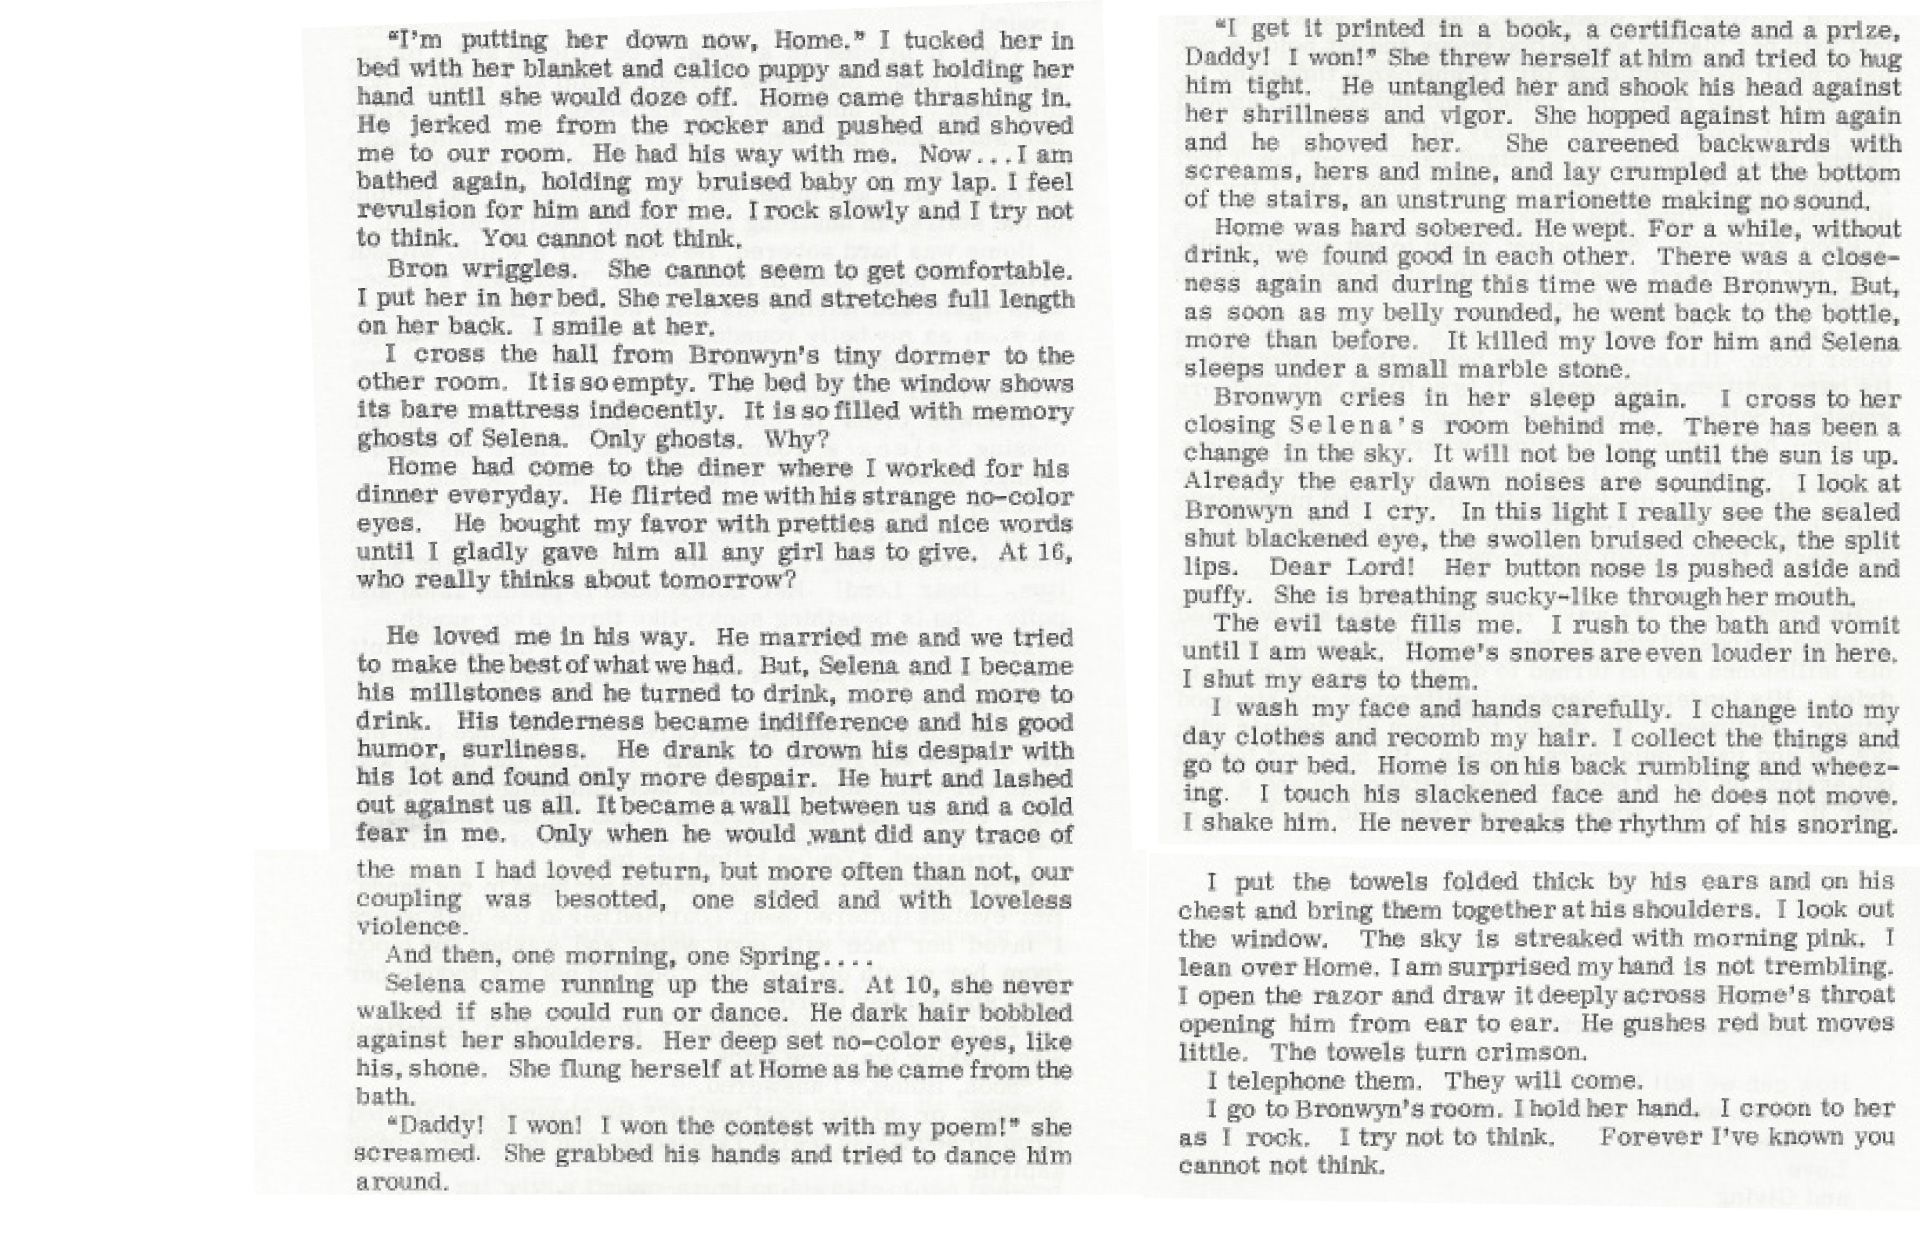 “I’m putting her down now, Home.” I tucked her in
bed with her blanket and calico puppy and sat holding her
hand until she would doze off. Home came thrashing in.
He jerked me from the rocker and pushed and shoved
me to our room. He had his way with me. Now...I am
bathed again, holding my bruised baby on my lap. I feel
revulsion for him and for me. I rock slowly and I try not
to think. You cannot not think.
Bron wriggles. She cannot seem to get comfortable.
I put her in her bed. She relaxes and stretches full length
on her back. I smile at her.
I cross the hall from Bronwyn’s tiny dormer to the
other room. It is so empty. The bed by the window shows
its bare mattress indecently. It is so filled with memory
ghosts of Selena. Only ghosts. Why?
Home had come to the diner where I worked for his
dinner everyday. He flirted me with his strange no-color
eyes. He bought my favor with pretties and nice words
until I gladly gave him all any girl has to give. At 16,
who really thinks about tomorrow?
He loved me in his way. He married me and we tried
to make the best of what we had. But, Selena and I became
his millstones and he turned to drink, more and more to
drink. His tenderness became indifference and his good
humor, surliness. He drank to drown his despair with
his lot and found only more despair. He hurt and lashed
out against us all. It became a wall between us and a cold
fear in me. Only when he would want did any trace of
the man I had loved return, but more often than not, our
coupling was besotted, one sided and with loveless
violence.
And then, one morning, one Spring....
Selena came running up the stairs. At 10, she never
walked if she could run or dance. He dark hair bobbled
against her shoulders. Her deep set no-color eyes, like
his, shone. She flung herself at Home as he came from the
bath.
“Daddy! I won! I won the contest with my poem!” she
screamed. She grabbed his hands and tried to dance him
around.
“I get it printed in a book, a certificate and a prize,
Daddy! I won!” She threw herself at him and tried to hug
him tight. He untangled her and shook his head against
her shrillness and vigor. She hopped against him again
and he shoved her. She careened backwards with
screams, hers and mine, and lay crumpled at the bottom
of the stairs, an unstrung marionette making no sound.
Home was hard sobered. He wept. For a while, without
drink, we found good in each other. There was a close-
ness again and during this time we made Bronwyn. But,
as soon as my belly rounded, he went back to the bottle,
more than before. It killed my love for him and Selena
sleeps under a small marble stone.
Bronwyn cries in her sleep again. I cross to her
closing Selena’s room behind me. There has been a
change in the sky. It will not be long until the sun is up.
Already the early dawn noises are sounding. I look at
Bronwyn and I cry. In this light I really see the sealed
shut blackened eye, the swollen bruised cheeck, the split
lips. Dear Lord! Her button nose is pushed aside and
puffy. She is breathing sucky-like through her mouth.
The evil taste fills me. I rush to the bath and vomit
until I am weak. Home’s snores are even louder in here.
I shut my ears to them.
I wash my face and hands carefully. I change into my
day clothes and recomb my hair. I collect the things and
go to our bed. Home is on his back rumbling and wheez-
ing. I touch his slackened face and he does not move.
I shake him. He never breaks the rhythm of his snoring.
I put the towels folded thick by his ears and on his
chest and bring them together at his shoulders. I look out
the window. The sky is streaked with morning pink. I
lean over Home. I am surprised my hand is not trembling.
I open the razor and draw it deeply across Home’s throat
opening him from ear to ear. He gushes red but moves
little. The towels turn crimson.
I telephone them. They will come.
I go to Bronwyn’s room. I hold her hand. I croon to her
as I rock. I try not to think. Forever I’ve known you
cannot not think.